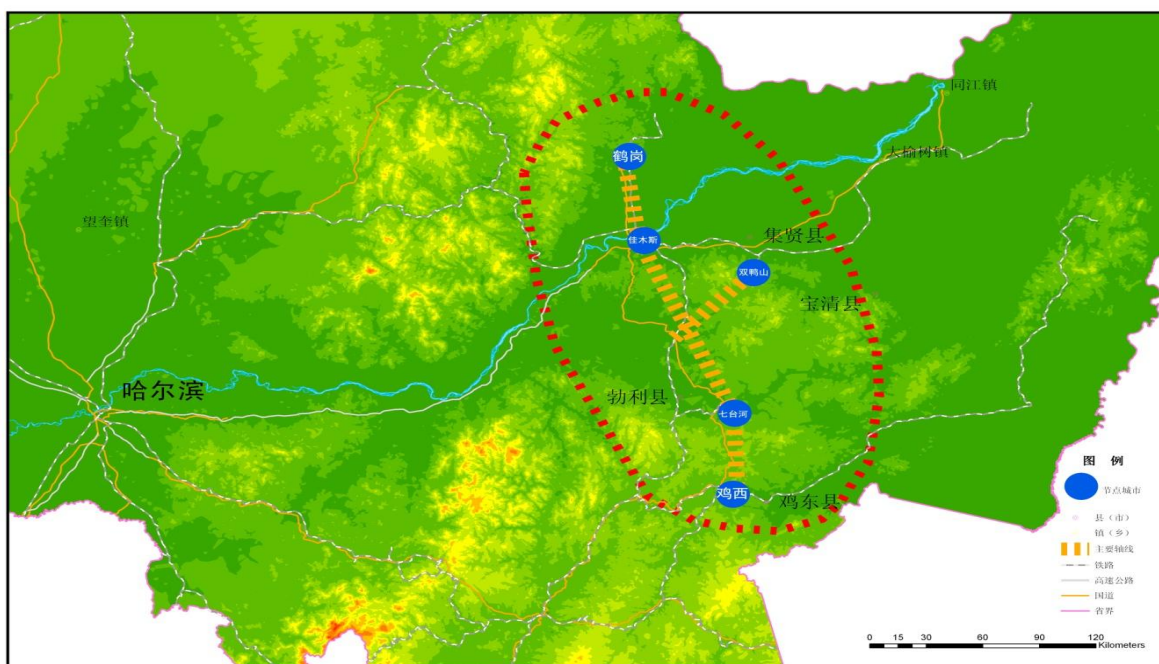 同江镇
大榆树镇
鹤岗
望奎镇
佳木斯
集贤县
双鸭山
宝清县
哈尔滨
勃利县
七台河
鸡西
鸡东县
图 例
节点城市
县（市）
镇（乡）
主要轴线
铁路
高速公路
国道
省界
0 15 30 60 90 120
Kilometers